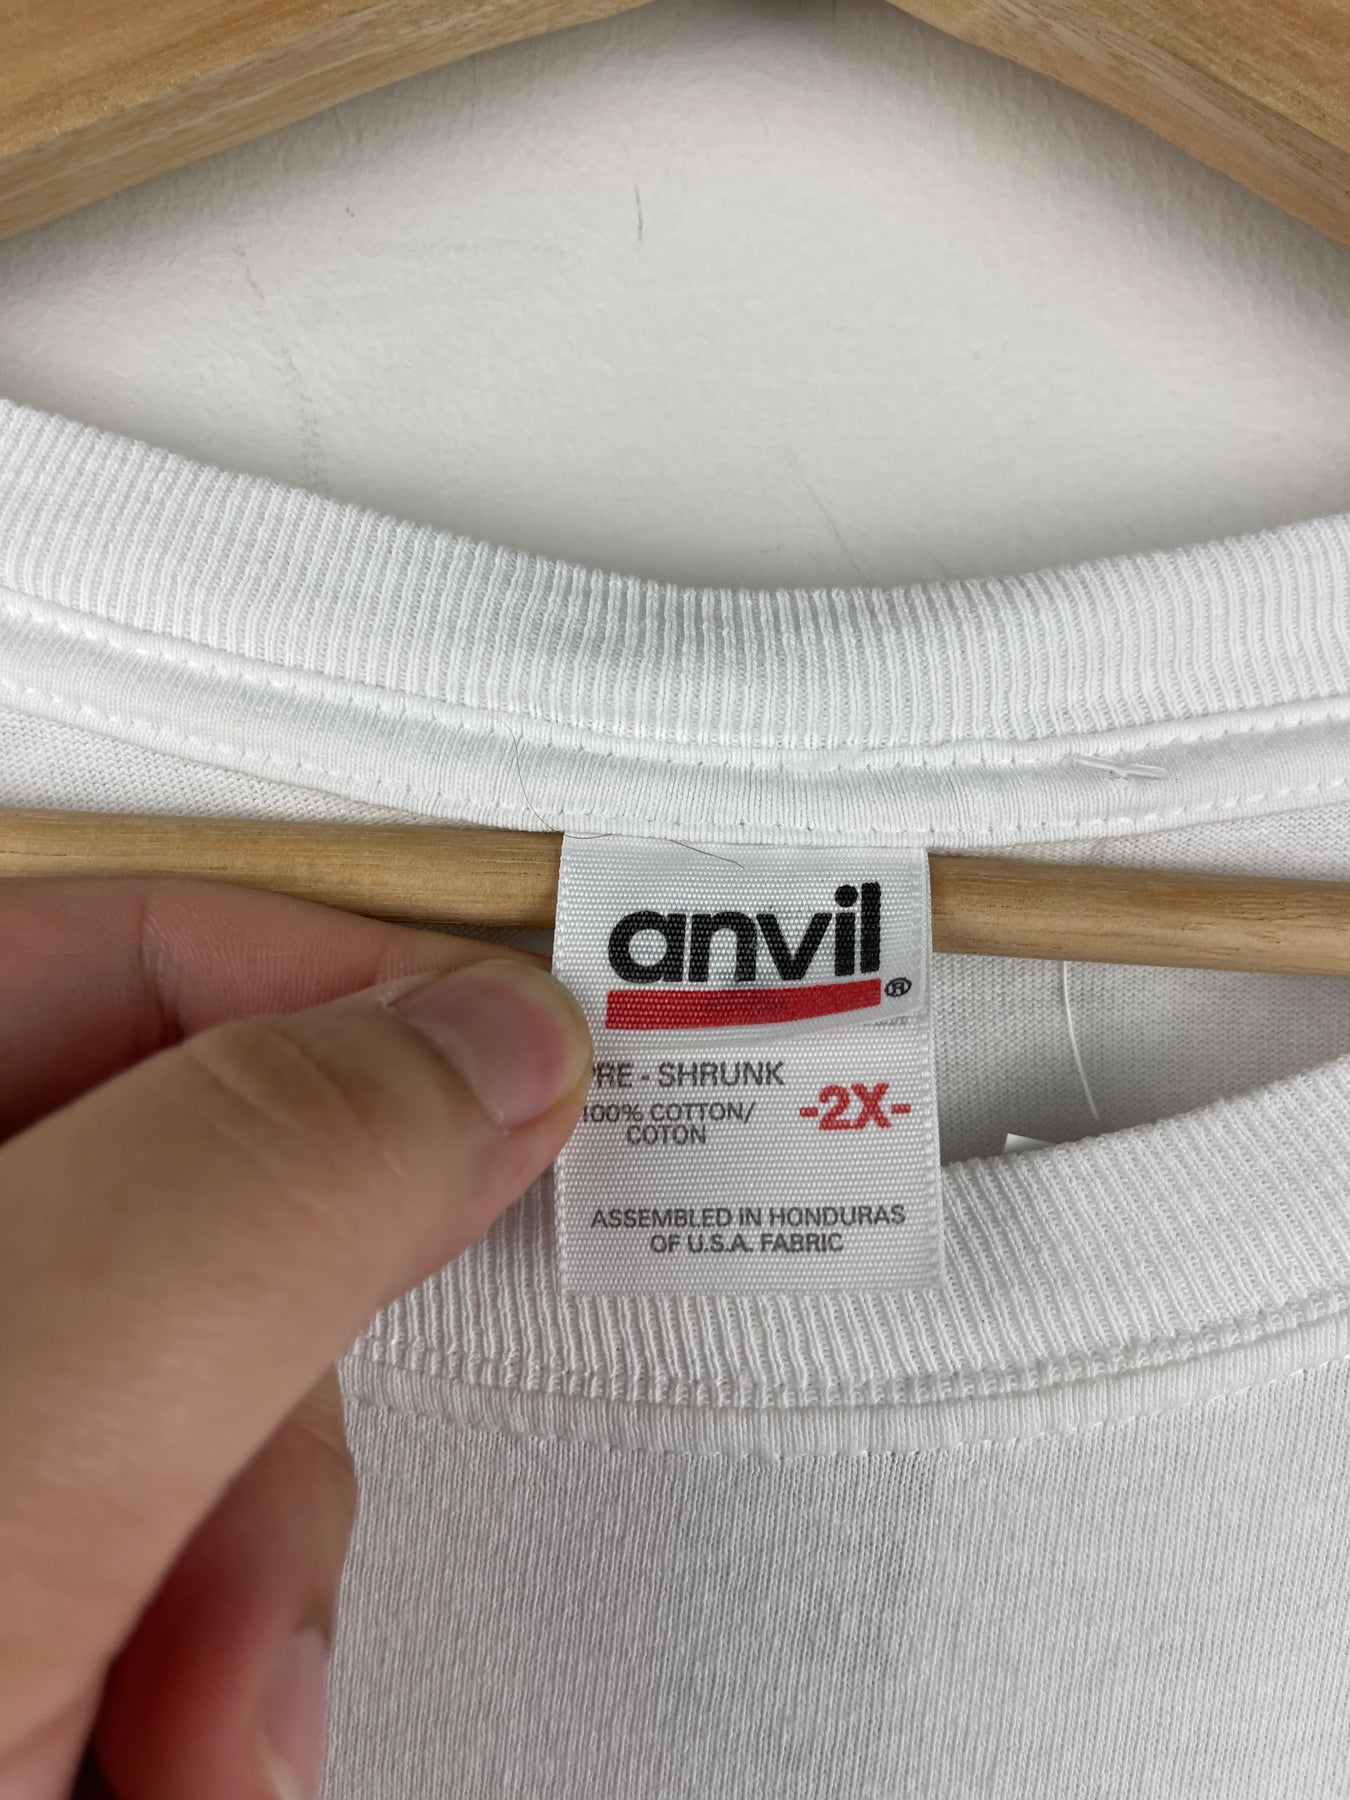 anvil®
PRE - SHRUNK
100% COTTON/
COTON
-2X-
ASSEMBLED IN HONDURAS
OF U.S.A. FABRIC